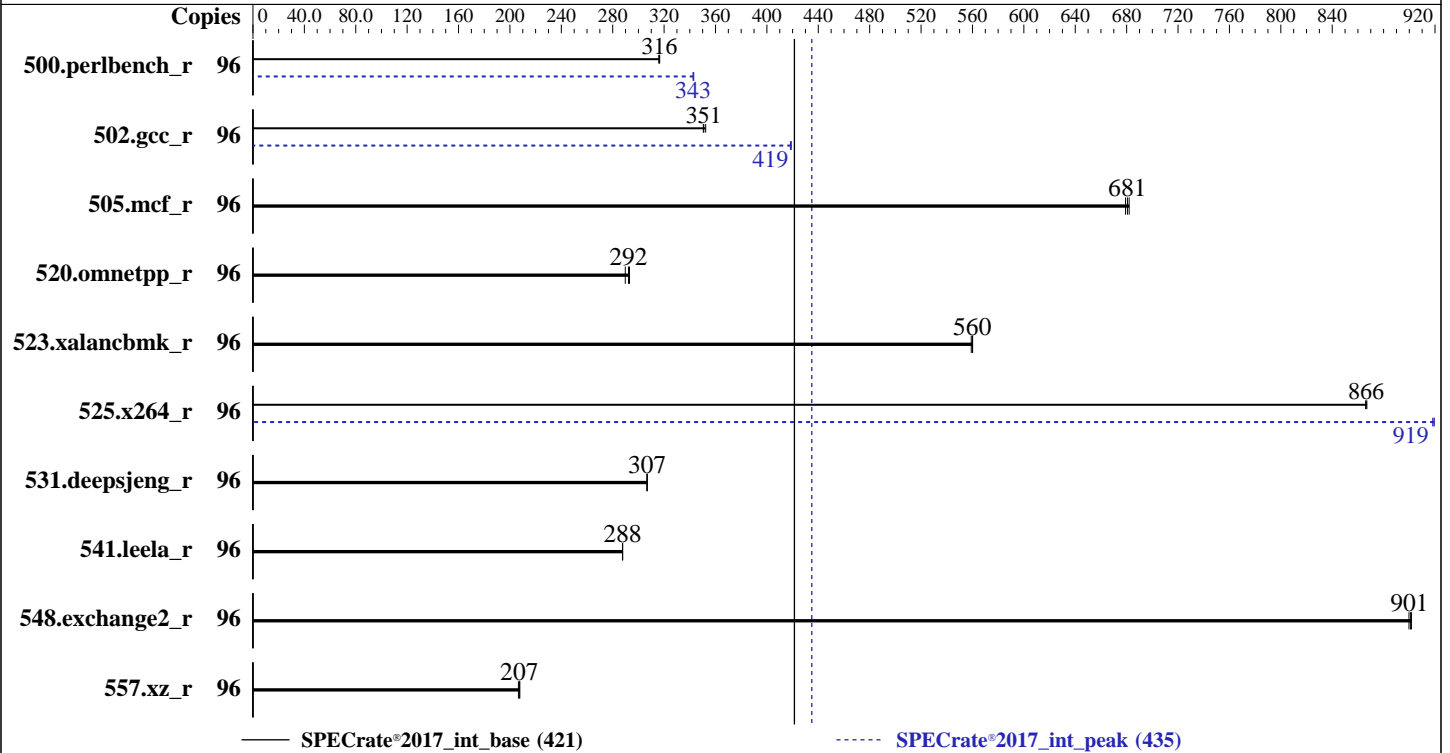 Copies 0 40.0 80.0 120 160 200 240 280 320 360 400 440 480 520 560 600 640 680 720 760 800 840 920
500.perlbench_r 96 316
343
502.gcc_r 96 351
419
505.mcf_r 96 681
520.omnetpp_r 96 292
523.xalancbmk_r 96 560
525.x264_r 96 866
919
531.deepsjeng_r 96 307
541.leela_r 96 288
548.exchange2_r 96 901
557.xz_r 96 207
SPECrate®2017_int_base (421) SPECrate®2017_int_peak (435)